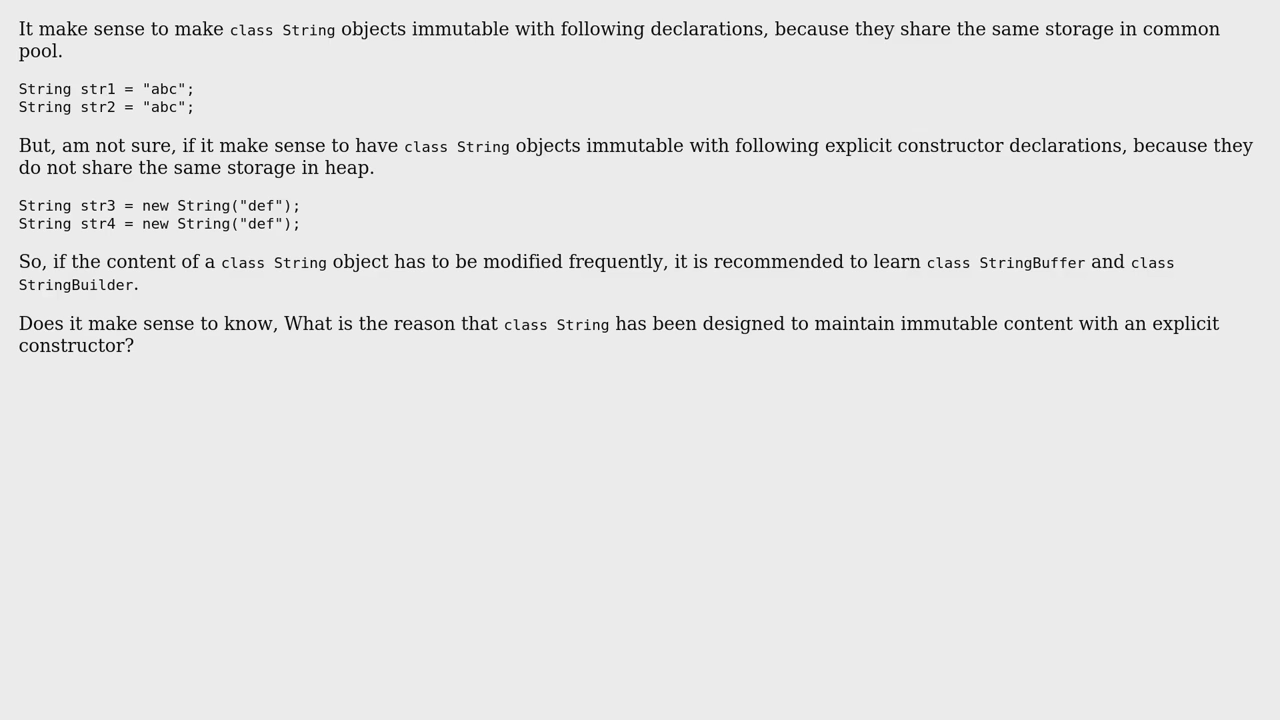 It make sense to make class String objects immutable with following declarations, because they share the same storage in common
pool.
String str1 = "abc";
String str2 = "abc";
But, am not sure, if it make sense to have class String objects immutable with following explicit constructor declarations, because they
do not share the same storage in heap.
String str3 = new String("def");
String str4 = new String("def");
So, if the content of a class String object has to be modified frequently, it is recommended to learn class StringBuffer and class
StringBuilder.
Does it make sense to know, What is the reason that class String has been designed to maintain immutable content with an explicit
constructor?